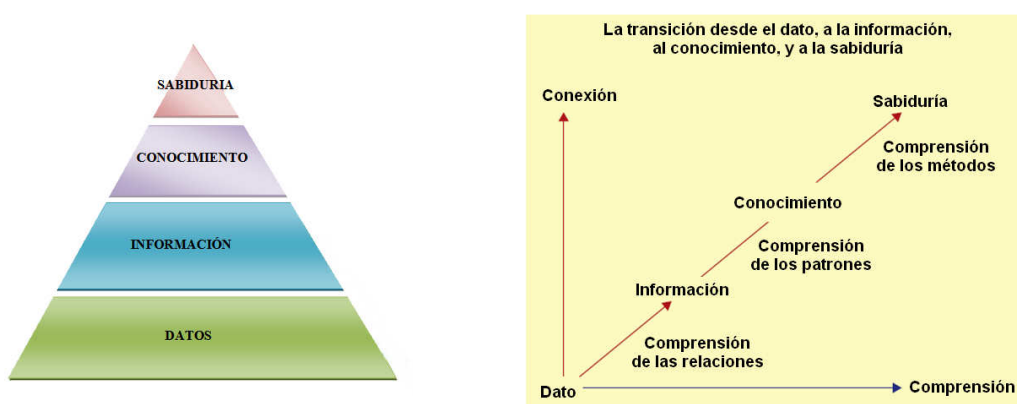 SABIDURIA
CONOCIMIENTO
INFORMACIÓN
DATOS
La transición desde el dato, a la información,
al conocimiento, y a la sabiduría
Conexión
Sabiduría
Comprensión
de los métodos
Conocimiento
Comprensión
de los patrones
Información
Comprensión
de las relaciones
Dato
Comprensión